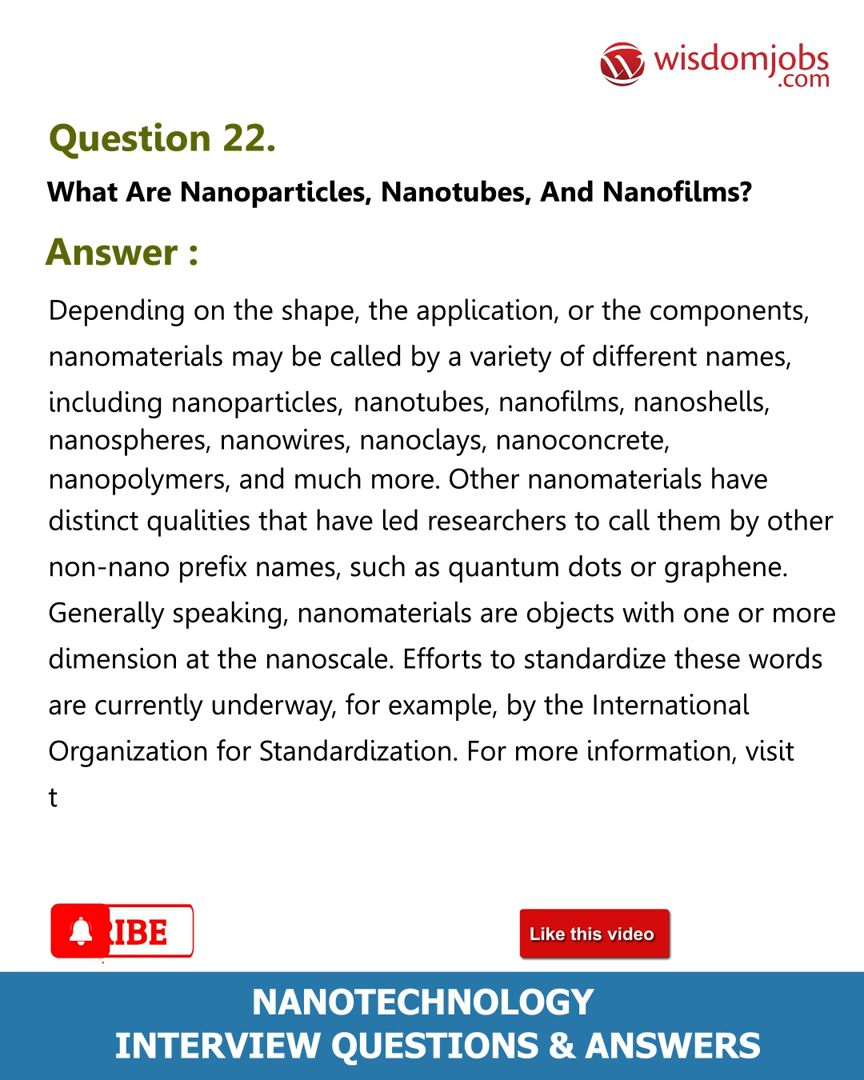 wisdomjobs
.com
Question 22.
What Are Nanoparticles, Nanotubes, And Nanofilms?
Answer :
Depending on the shape, the application, or the components,
nanomaterials may be called by a variety of different names,
including nanoparticles, nanotubes, nanofilms, nanoshells,
nanospheres, nanowires, nanoclays, nanoconcrete,
nanopolymers, and much more. Other nanomaterials have
distinct qualities that have led researchers to call them by other
non-nano prefix names, such as quantum dots or graphene.
Generally speaking, nanomaterials are objects with one or more
dimension at the nanoscale. Efforts to standardize these words
are currently underway, for example, by the International
Organization for Standardization. For more information, visit
t
RIBE
Like this video
NANOTECHNOLOGY
INTERVIEW QUESTIONS & ANSWERS